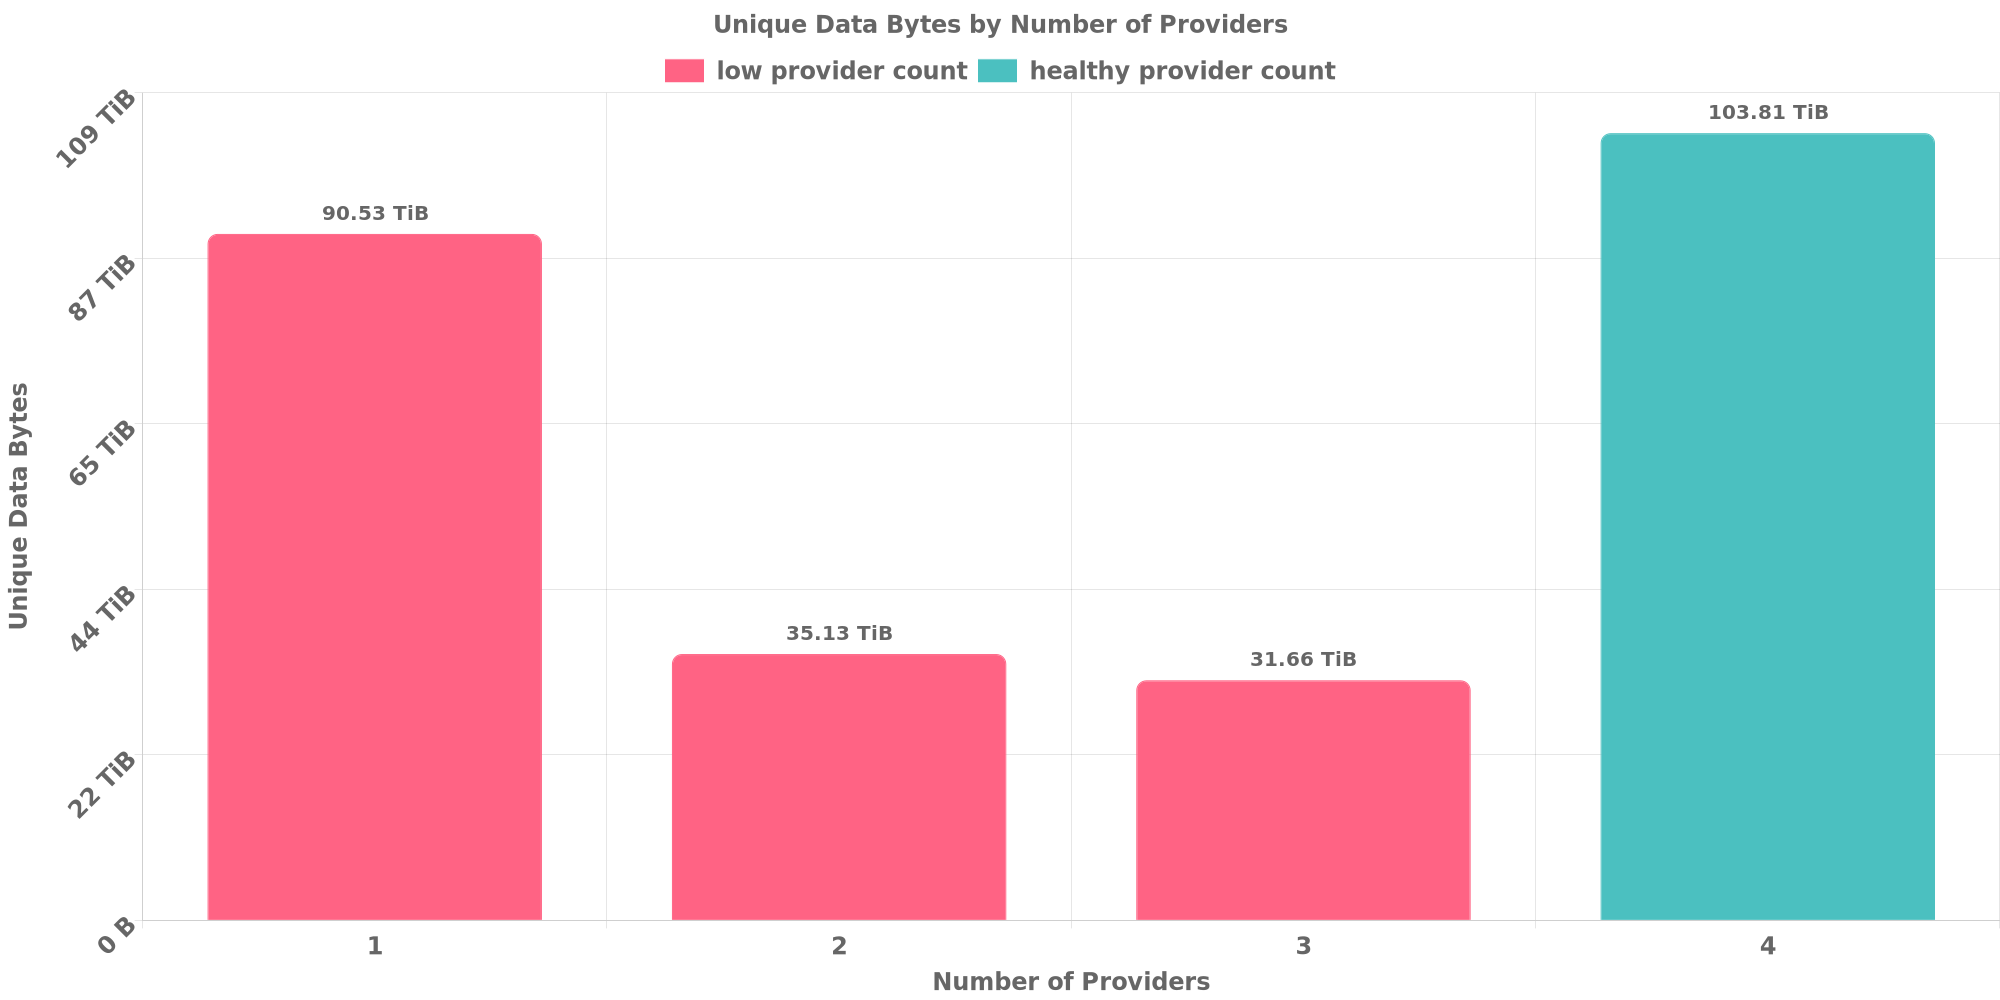 Unique Data Bytes by Number of Providers
low provider count healthy provider count
109 TiB
87 TiB
65 TiB
44 TiB
22 TiB
0 B
Unique Data Bytes
90.53 TiB
35.13 TiB
31.66 TiB
103.81 TiB
1 2 3 4
Number of Providers